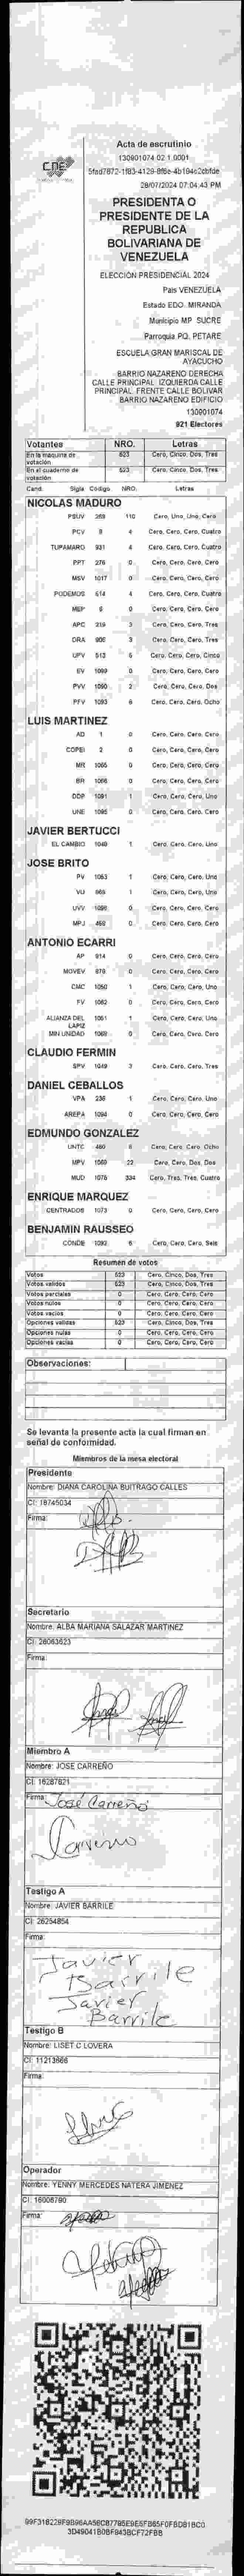 CNE
Acta de escrutinio
130901074.02.1.0001
28/07/2024 07:04:43 PM
PRESIDENTA O
PRESIDENTE DE LA
REPUBLICA
BOLIVARIANA DE
VENEZUELA
ELECCIÓN PRESIDENCIAL 2024
Pais VENEZUELA
Estado EDO. MIRANDA
Municipio MP. SUCRE
Parroquia PQ. PETARE
ESCUELA GRAN MARISCAL DE
AYACUCHO
BARRIO NAZARENO DERECHA
CALLE PRINCIPAL. IZQUIERDA CALLE
PRINCIPAL. FRENTE CALLE BOLIVAR
BARRIO NAZARENO EDIFICIO
130901074
921 Electores
Votantes NRO. Letras
En la maquina de votación 523 Cero, Cinco, Dos, Tres
En el cuaderno de votación 523 Cero, Cinco, Dos, Tres
Cand. Sigla Codigo NRO. Letras
NICOLAS MADURO
PSUV 269 110 Cero, Uno, Uno, Cero
PCV 8 4 Cero, Cero, Cero, Cuatro
TUPAMARO 931 4 Cero, Cero, Cero, Cuatro
PPT 276 0 Cero, Cero, Cero, Cero
MSV 1017 0 Cero, Cero, Cero, Cero
PODEMOS 514 4 Cero, Cero, Cero, Cuatro
MEP 6 0 Cero, Cero, Cero, Cero
APC 219 3 Cero, Cero, Cero, Tres
ORA 906 3 Cero, Cero, Cero, Tres
UPV 513 5 Cero, Cero, Cero, Cinco
EV 1099 0 Cero, Cero, Cero, Cero
PVV 1090 2 Cero, Cero, Cero, Dos
PFV 1093 8 Cero, Cero, Cero, Ocho
LUIS MARTINEZ
AD 1 0 Cero, Cero, Cero, Cero
COPEI 2 0 Cero, Cero, Cero, Cero
MR 1065 0 Cero, Cero, Cero, Cero
BR 1066 0 Cero, Cero, Cero, Cero
DDP 1091 1 Cero, Cero, Cero, Uno
UNE 1095 0 Cero, Cero, Cero, Cero
JAVIER BERTUCCI
EL CAMBIO 1049 1 Cero, Cero, Cero, Uno
JOSE BRITO
PV 1063 1 Cero, Cero, Cero, Uno
VU 969 1 Cero, Cero, Cero, Uno
UVV 1096 0 Cero, Cero, Cero, Cero
MPJ 459 0 Cero, Cero, Cero, Cero
ANTONIO ECARRI
AP 914 0 Cero, Cero, Cero, Cero
MOVEV 878 0 Cero, Cero, Cero, Cero
CMC 1050 1 Cero, Cero, Cero, Uno
FV 1062 0 Cero, Cero, Cero, Cero
ALIANZA DEL LAPIZ 1051 1 Cero, Cero, Cero, Uno
MIN UNIDAD 1069 0 Cero, Cero, Cero, Cero
CLAUDIO FERMIN
SPV 1049 3 Cero, Cero, Cero, Tres
DANIEL CEBALLOS
VPA 236 1 Cero, Cero, Cero, Uno
AREPA 1094 0 Cero, Cero, Cero, Cero
EDMUNDO GONZALEZ
UNTC 480 8 Cero, Cero, Cero, Ocho
MPV 1069 22 Cero, Cero, Dos, Dos
MUD 1076 334 Cero, Tres, Tres, Cuatro
ENRIQUE MARQUEZ
CENTRADOS 1073 0 Cero, Cero, Cero, Cero
BENJAMIN RAUSSEO
CONDE 1092 6 Cero, Cero, Cero, Seis
Resumen de votos
Votos 523 Cero, Cinco, Dos, Tres
Votos validos 523 Cero, Cinco, Dos, Tres
Votos parciales 0 Cero, Cero, Cero, Cero
Votos nulos 0 Cero, Cero, Cero, Cero
Votos vacios 0 Cero, Cero, Cero, Cero
Opciones validas 523 Cero, Cinco, Dos, Tres
Opciones nulas 0 Cero, Cero, Cero, Cero
Opciones vacias 0 Cero, Cero, Cero, Cero
Observaciones:
Se levanta la presente acta la cual firman en
señal de conformidad.
Miembros de la mesa electoral
Presidente
Nombre: DIANA CAROLINA BUITRAGO CALLES
CI: 18745034
Firma:
Secretario
Nombre: ALBA MARIANA SALAZAR MARTINEZ
CI: 26063623
Firma:
Miembro A
Nombre: JOSE CARREÑO
CI: 16287821
Firma: José Carreño
Carreño
Testigo A
Nombre: JAVIER BARRILE
CI: 26254854
Firma:
Javier
Barrile
Javier
Barrile
Testigo B
Nombre: LISET C LOVERA
CI: 11213666
Firma:
Operador
Nombre: YENNY MERCEDES NATERA JIMENEZ
CI: 16006790
Firma: